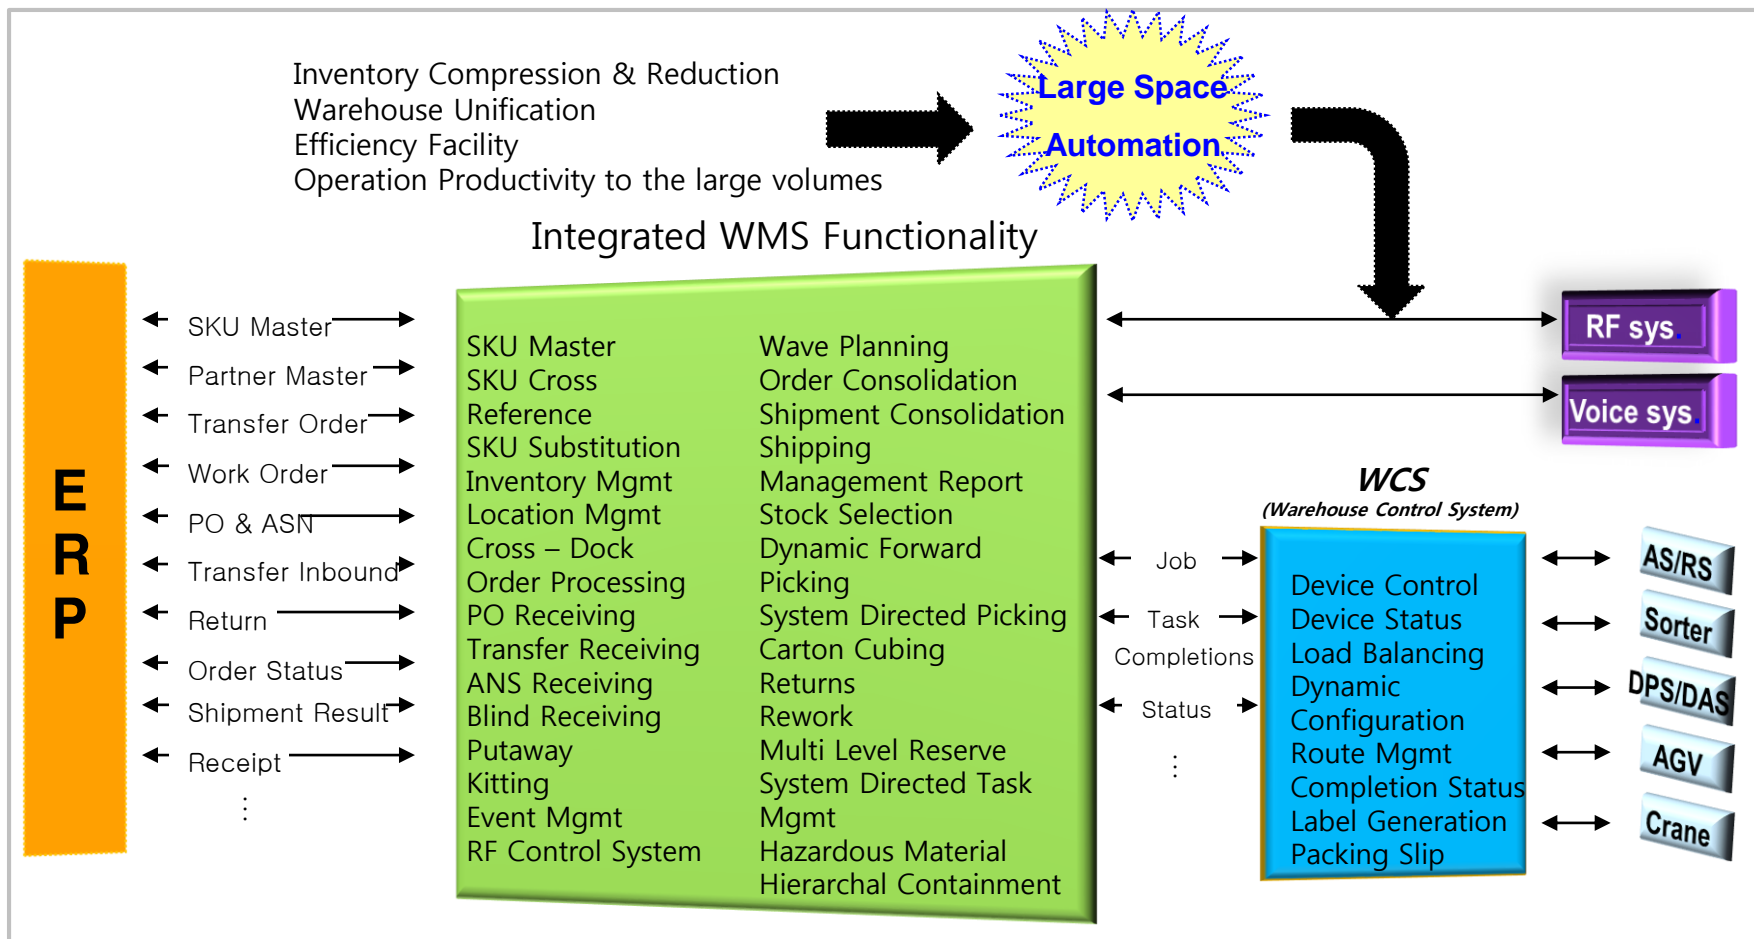 Inventory Compression & Reduction
Warehouse Unification
Efficiency Facility
Operation Productivity to the large volumes
Large Space
Automation
Integrated WMS Functionality
E
R
P
SKU Master
Partner Master
Transfer Order
Work Order
PO & ASN
Transfer Inbound
Return
Order Status
Shipment Result
Receipt
⋮
SKU Master
SKU Cross
Reference
SKU Substitution
Inventory Mgmt
Location Mgmt
Cross – Dock
Order Processing
PO Receiving
Transfer Receiving
ANS Receiving
Blind Receiving
Putaway
Kitting
Event Mgmt
RF Control System
Wave Planning
Order Consolidation
Shipment Consolidation
Shipping
Management Report
Stock Selection
Dynamic Forward
Picking
System Directed Picking
Carton Cubing
Returns
Rework
Multi Level Reserve
System Directed Task
Mgmt
Hazardous Material
Hierarchal Containment
RF sys.
Voice sys.
Job
Task
Completions
Status
⋮
WCS
(Warehouse Control System)
Device Control
Device Status
Load Balancing
Dynamic
Configuration
Route Mgmt
Completion Status
Label Generation
Packing Slip
AS/RS
Sorter
DPS/DAS
AGV
Crane